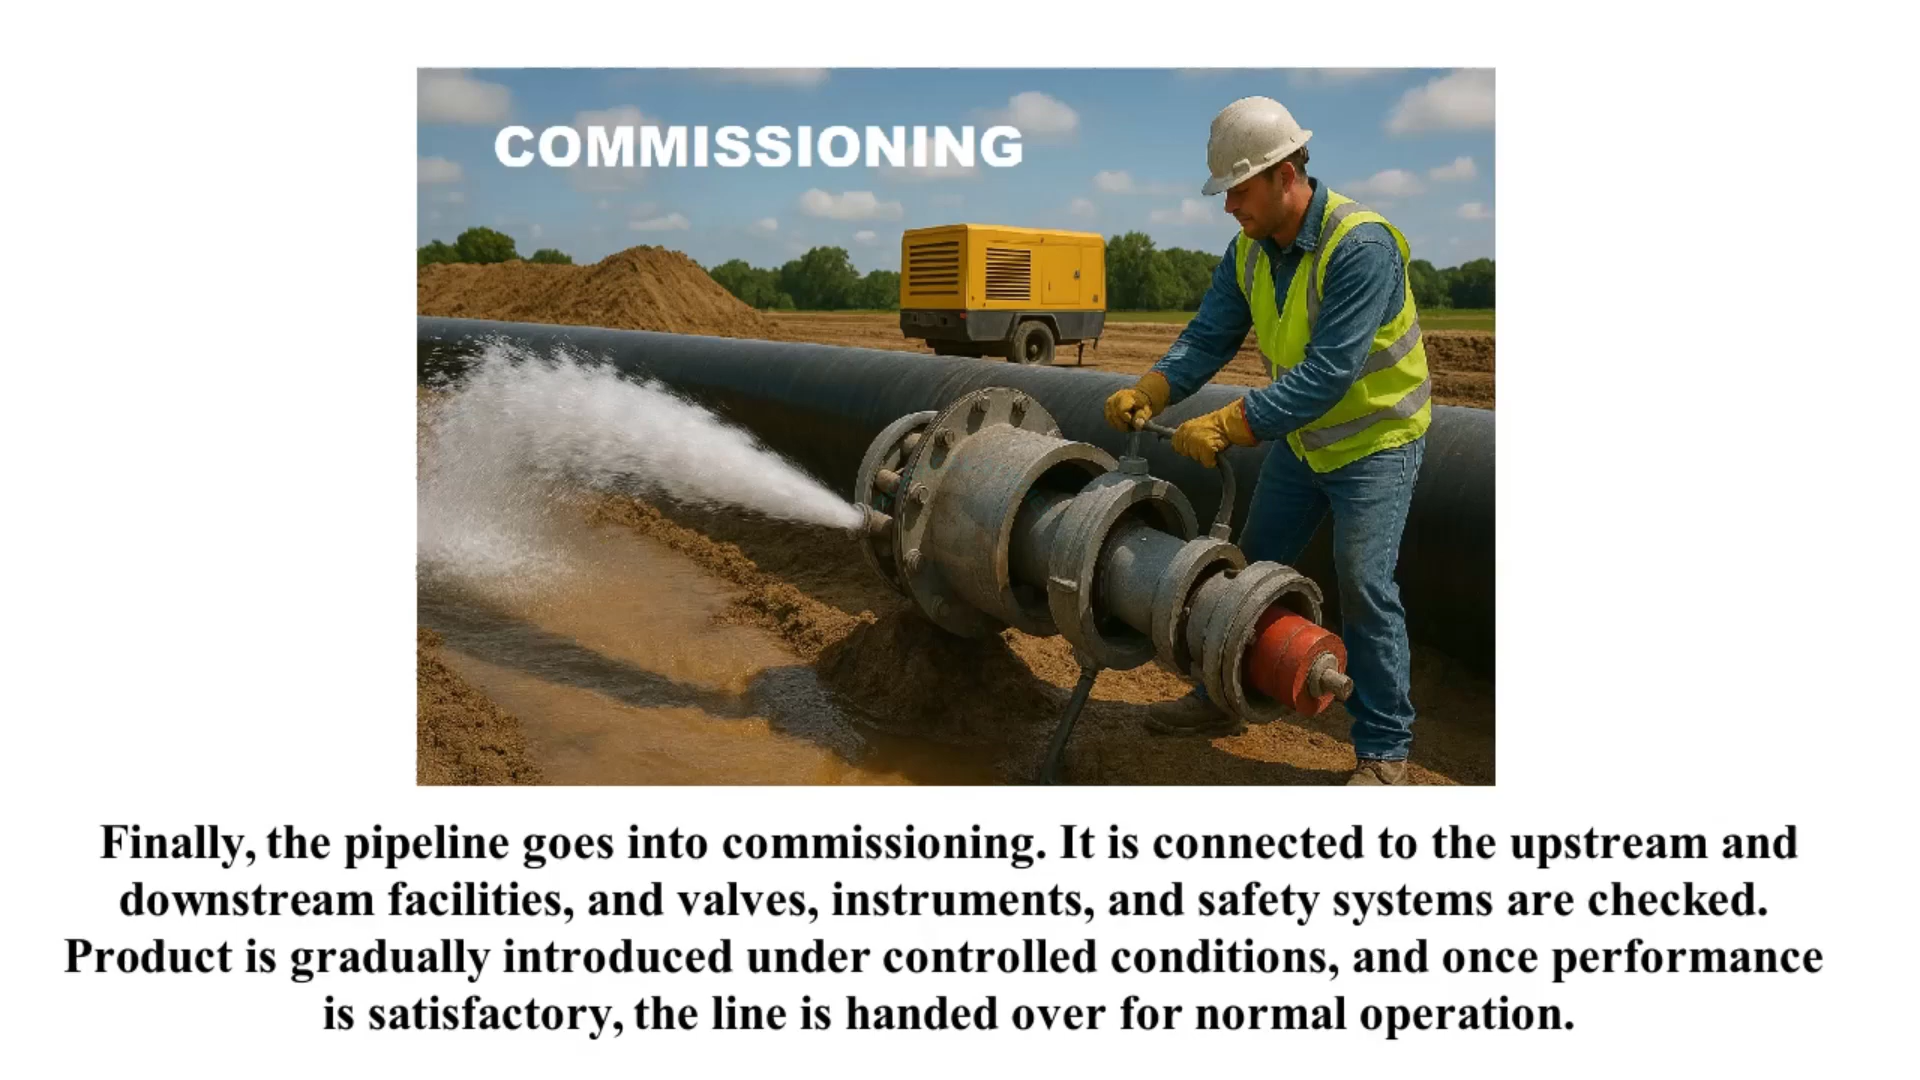 COMMISSIONING
Finally, the pipeline goes into commissioning. It is connected to the upstream and
downstream facilities, and valves, instruments, and safety systems are checked.
Product is gradually introduced under controlled conditions, and once performance
is satisfactory, the line is handed over for normal operation.